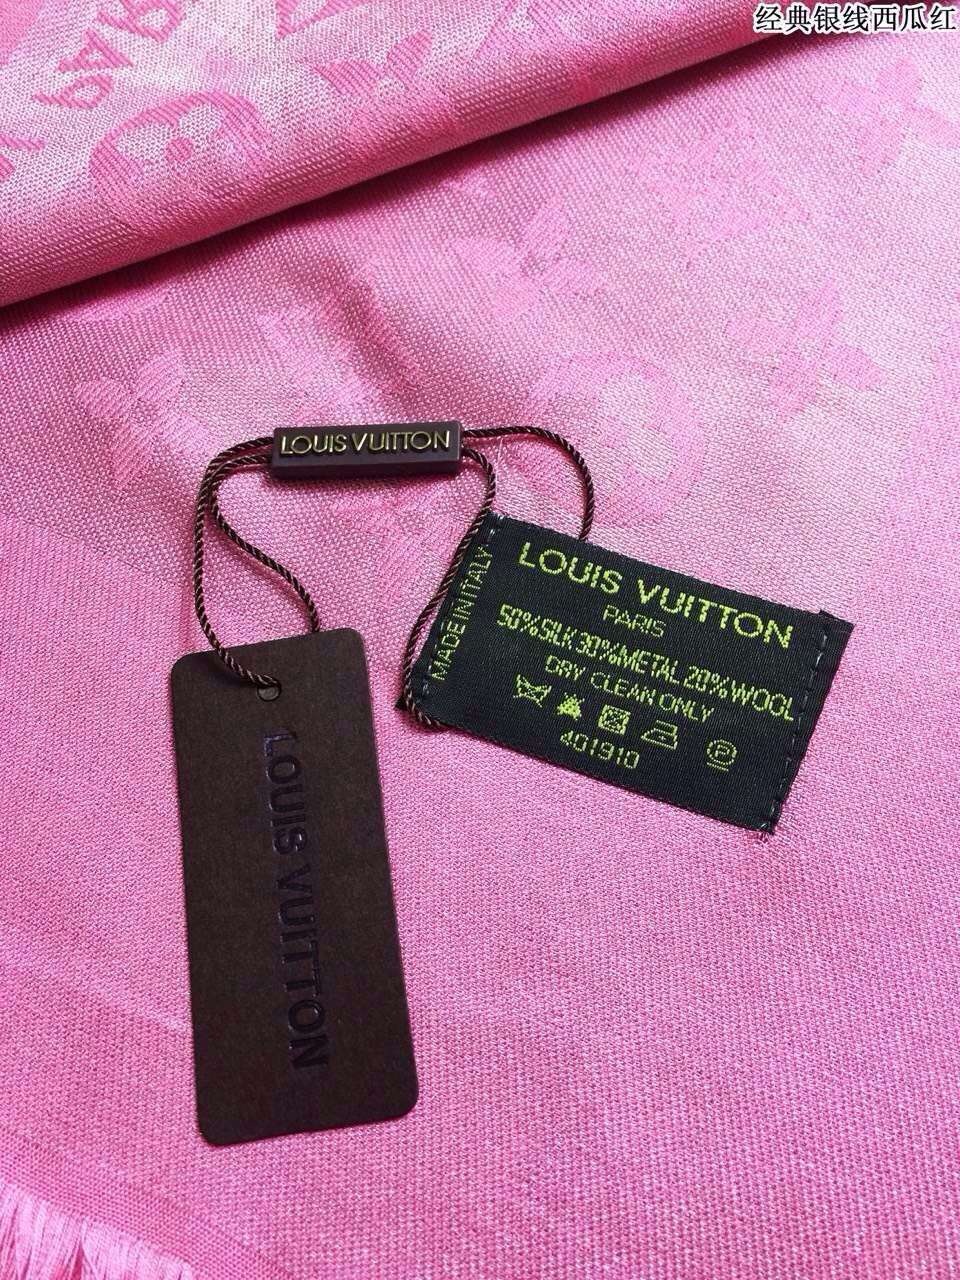 经典银线西瓜红
LOUIS VUITTON
LOUIS VUITTON
PARIS
MADE IN ITALY
50%SILK 30%METAL 20%WOOL
DRY CLEAN ONLY
P
401910
LOUIS VUITTON